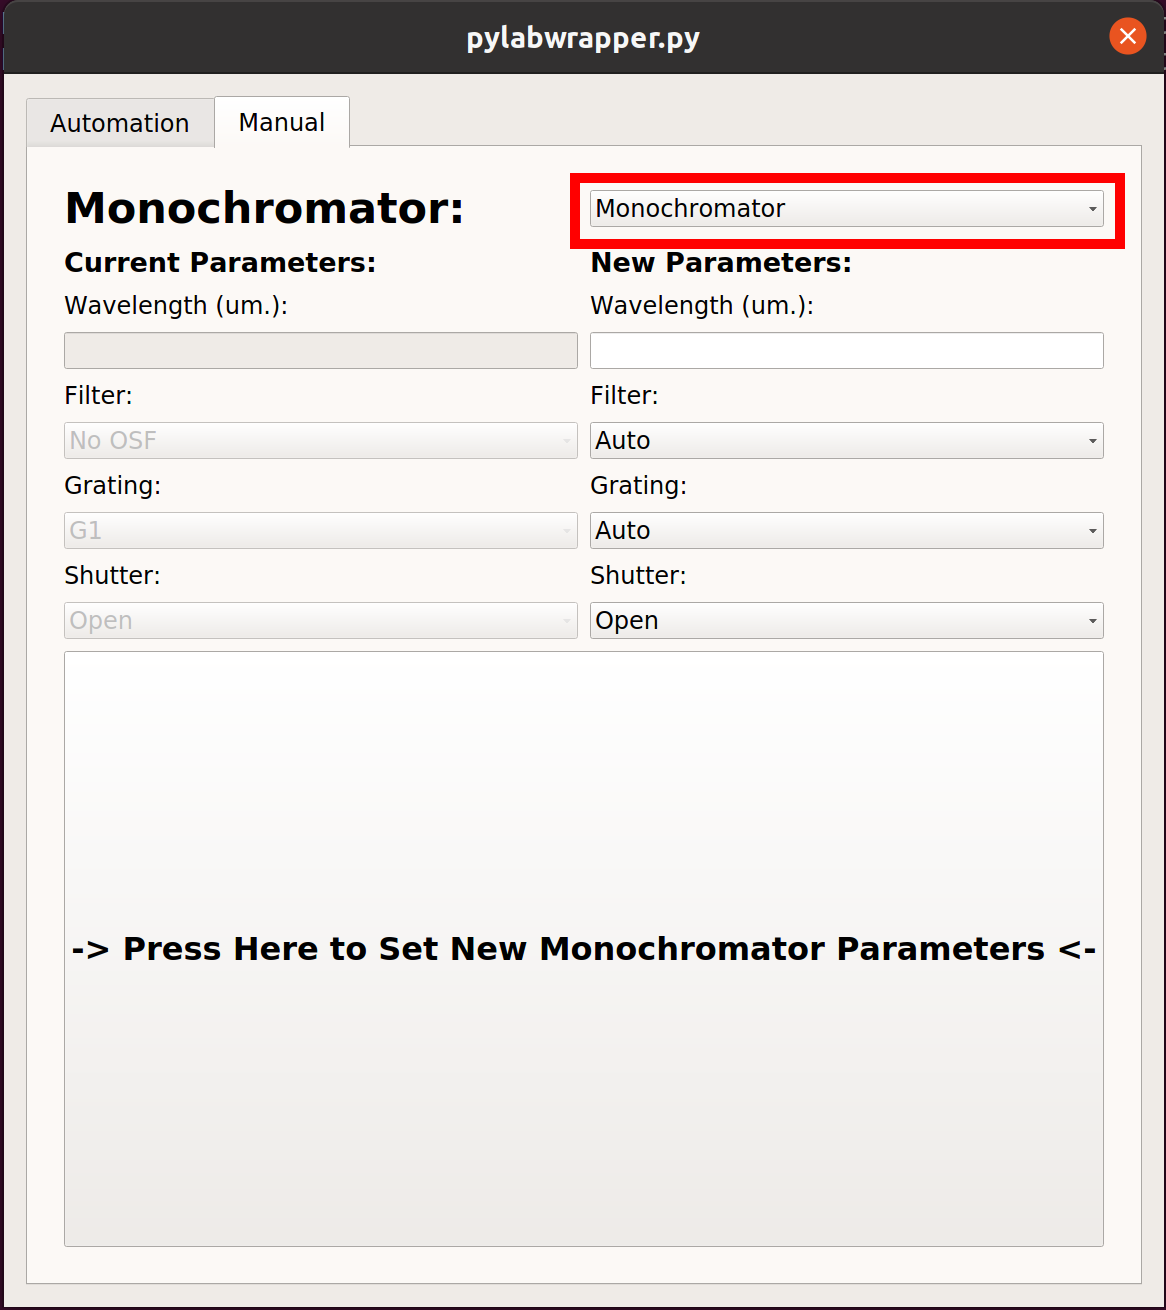 pylabwrapper.py
Automation
Manual
Monochromator:
Monochromator
Current Parameters:
New Parameters:
Wavelength (um.):
Wavelength (um.):
Filter:
Filter:
No OSF
Auto
Grating:
Grating:
G1
Auto
Shutter:
Shutter:
Open
Open
-> Press Here to Set New Monochromator Parameters <-